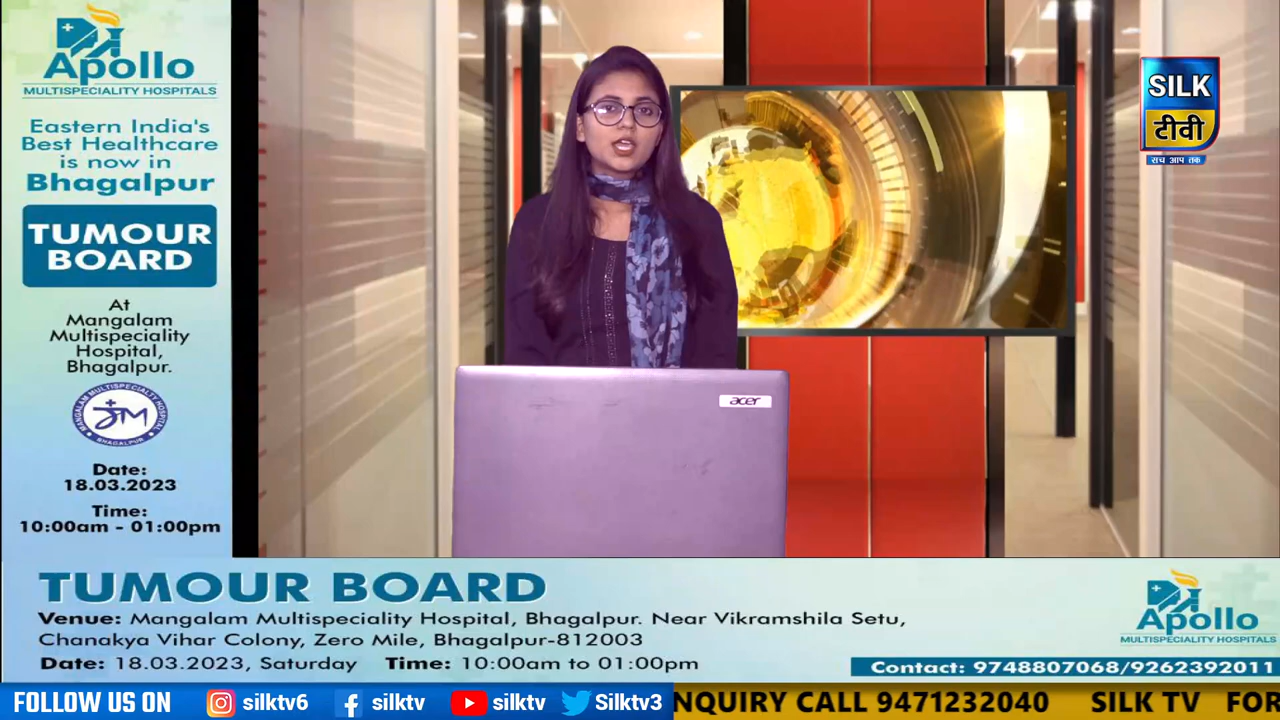 Apollo
MULTISPECIALITY HOSPITALS
Eastern India's
Best Healthcare
is now in
Bhagalpur
TUMOUR
BOARD
At
Mangalam
Multispeciality
Hospital,
Bhagalpur.
MANGALAM MULTISPECIALTY HOSPITAL
BHAGALPUR
Date:
18.03.2023
Time:
10:00am - 01:00pm
acer
SILK
टीवी
सच आप तक
TUMOUR BOARD
Venue: Mangalam Multispeciality Hospital, Bhagalpur. Near Vikramshila Setu,
Chanakya Vihar Colony, Zero Mile, Bhagalpur-812003
Date: 18.03.2023, Saturday Time: 10:00am to 01:00pm
Apollo
MULTISPECIALITY HOSPITALS
Contact: 9748807068/9262392011
FOLLOW US ON silktv6 silktv silktv Silktv3 NQUIRY CALL 9471232040 SILK TV FOR